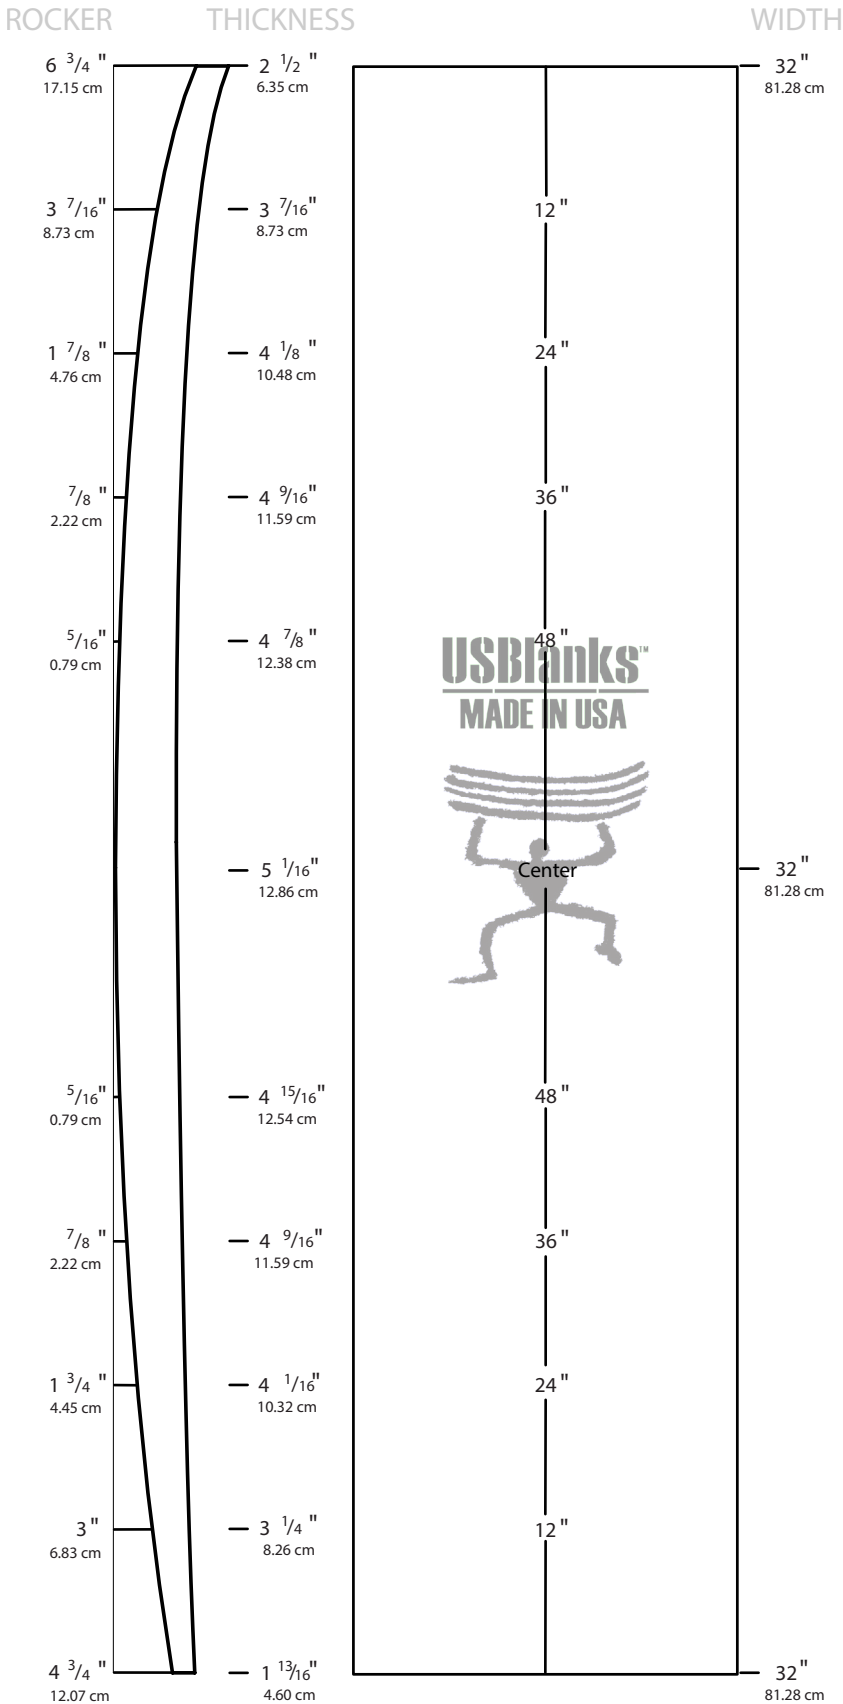 ROCKER THICKNESS WIDTH
6 3/4 " 2 1/2 " 32 "
17.15 cm 6.35 cm 81.28 cm
3 7/16" 3 7/16" 12 "
8.73 cm 8.73 cm
1 7/8 " 4 1/8 " 24 "
4.76 cm 10.48 cm
7/8 " 4 9/16" 36 "
2.22 cm 11.59 cm
5/16" 4 7/8 " 48 "
0.79 cm 12.38 cm
USBlanks™
MADE IN USA
5 1/16" Center 32 "
12.86 cm 81.28 cm
5/16" 4 15/16" 48 "
0.79 cm 12.54 cm
7/8 " 4 9/16" 36 "
2.22 cm 11.59 cm
1 3/4 " 4 1/16" 24 "
4.45 cm 10.32 cm
3 " 3 1/4 " 12 "
6.83 cm 8.26 cm
4 3/4 " 1 13/16" 32 "
12.07 cm 4.60 cm 81.28 cm